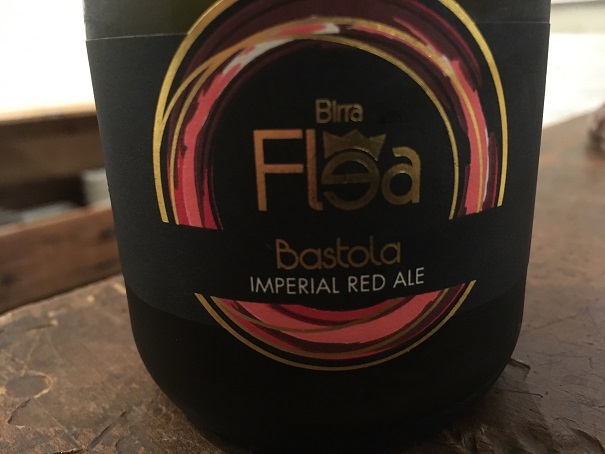 Birra
Flea
Bastola
IMPERIAL RED ALE